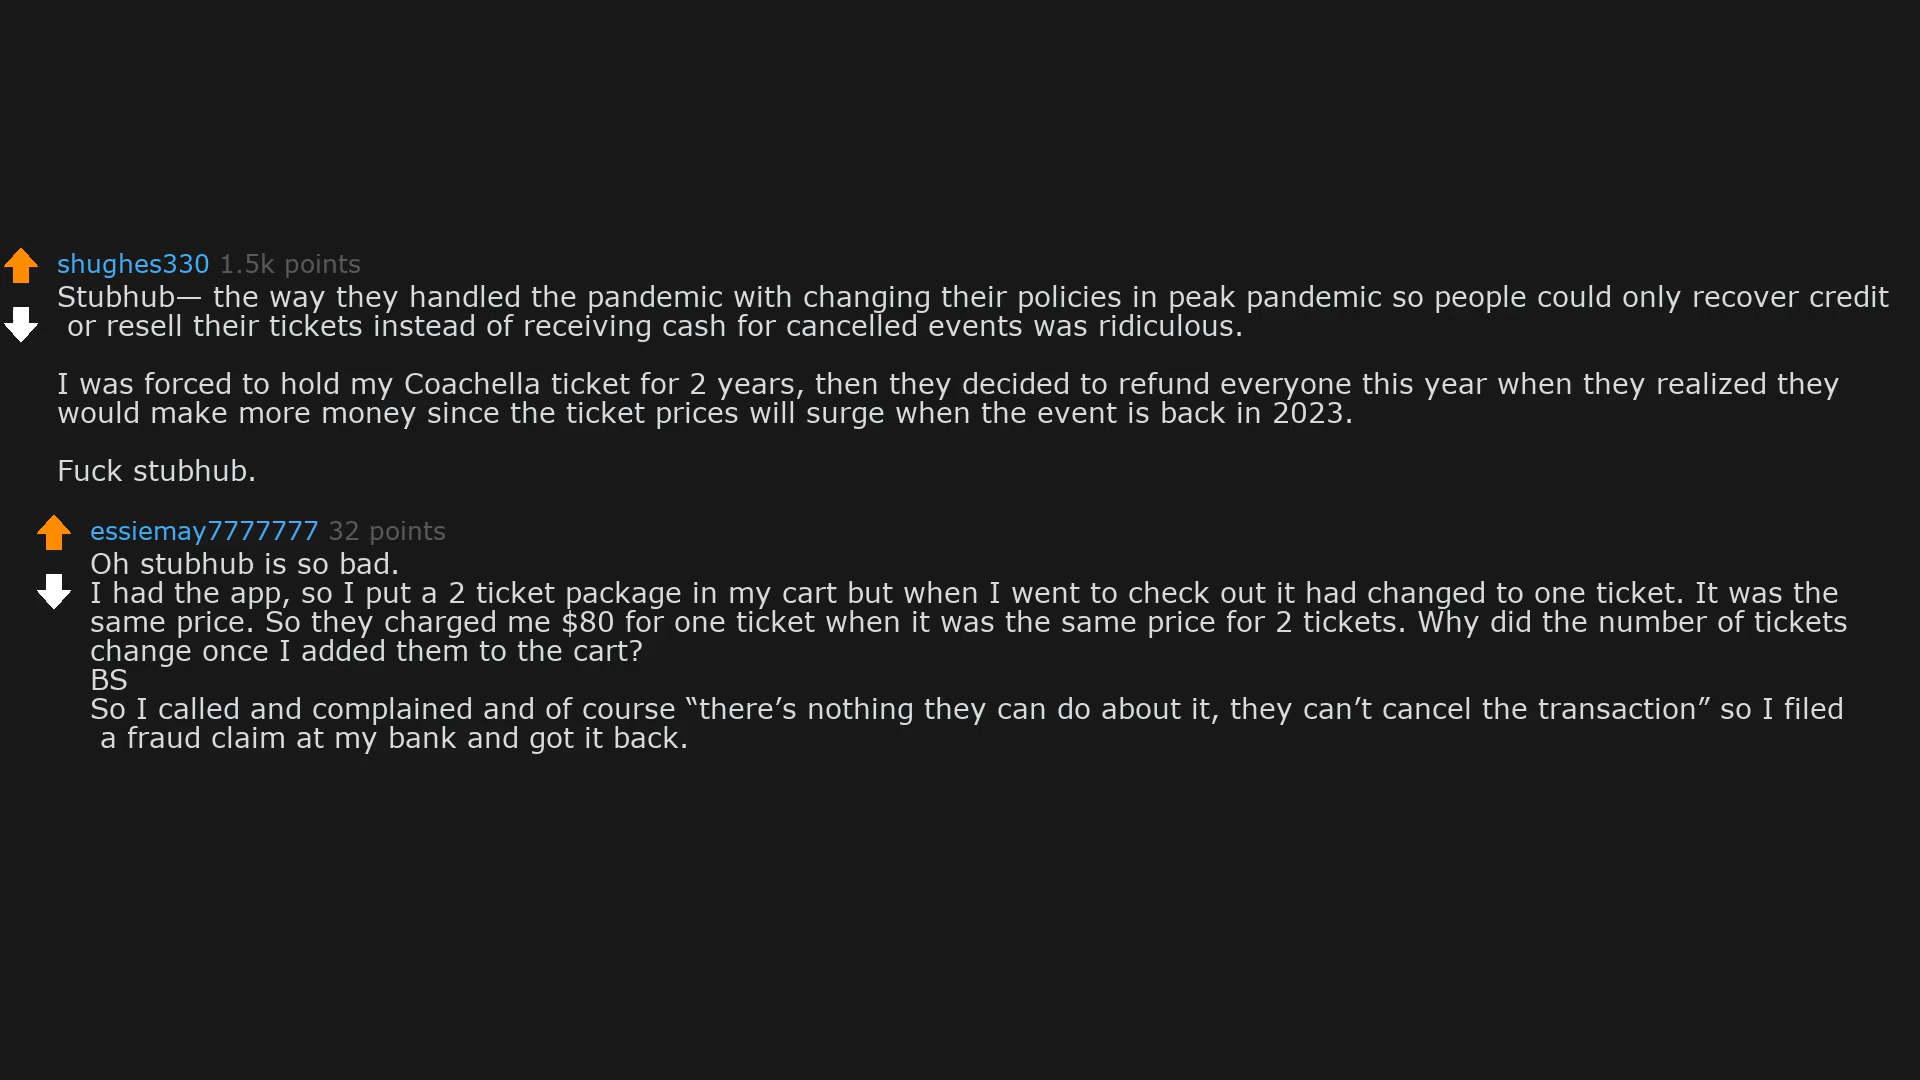 shughes330 1.5k points
Stubhub— the way they handled the pandemic with changing their policies in peak pandemic so people could only recover credit
or resell their tickets instead of receiving cash for cancelled events was ridiculous.
I was forced to hold my Coachella ticket for 2 years, then they decided to refund everyone this year when they realized they
would make more money since the ticket prices will surge when the event is back in 2023.
Fuck stubhub.
essiemay7777777 32 points
Oh stubhub is so bad.
I had the app, so I put a 2 ticket package in my cart but when I went to check out it had changed to one ticket. It was the
same price. So they charged me $80 for one ticket when it was the same price for 2 tickets. Why did the number of tickets
change once I added them to the cart?
BS
So I called and complained and of course “there’s nothing they can do about it, they can’t cancel the transaction” so I filed
a fraud claim at my bank and got it back.